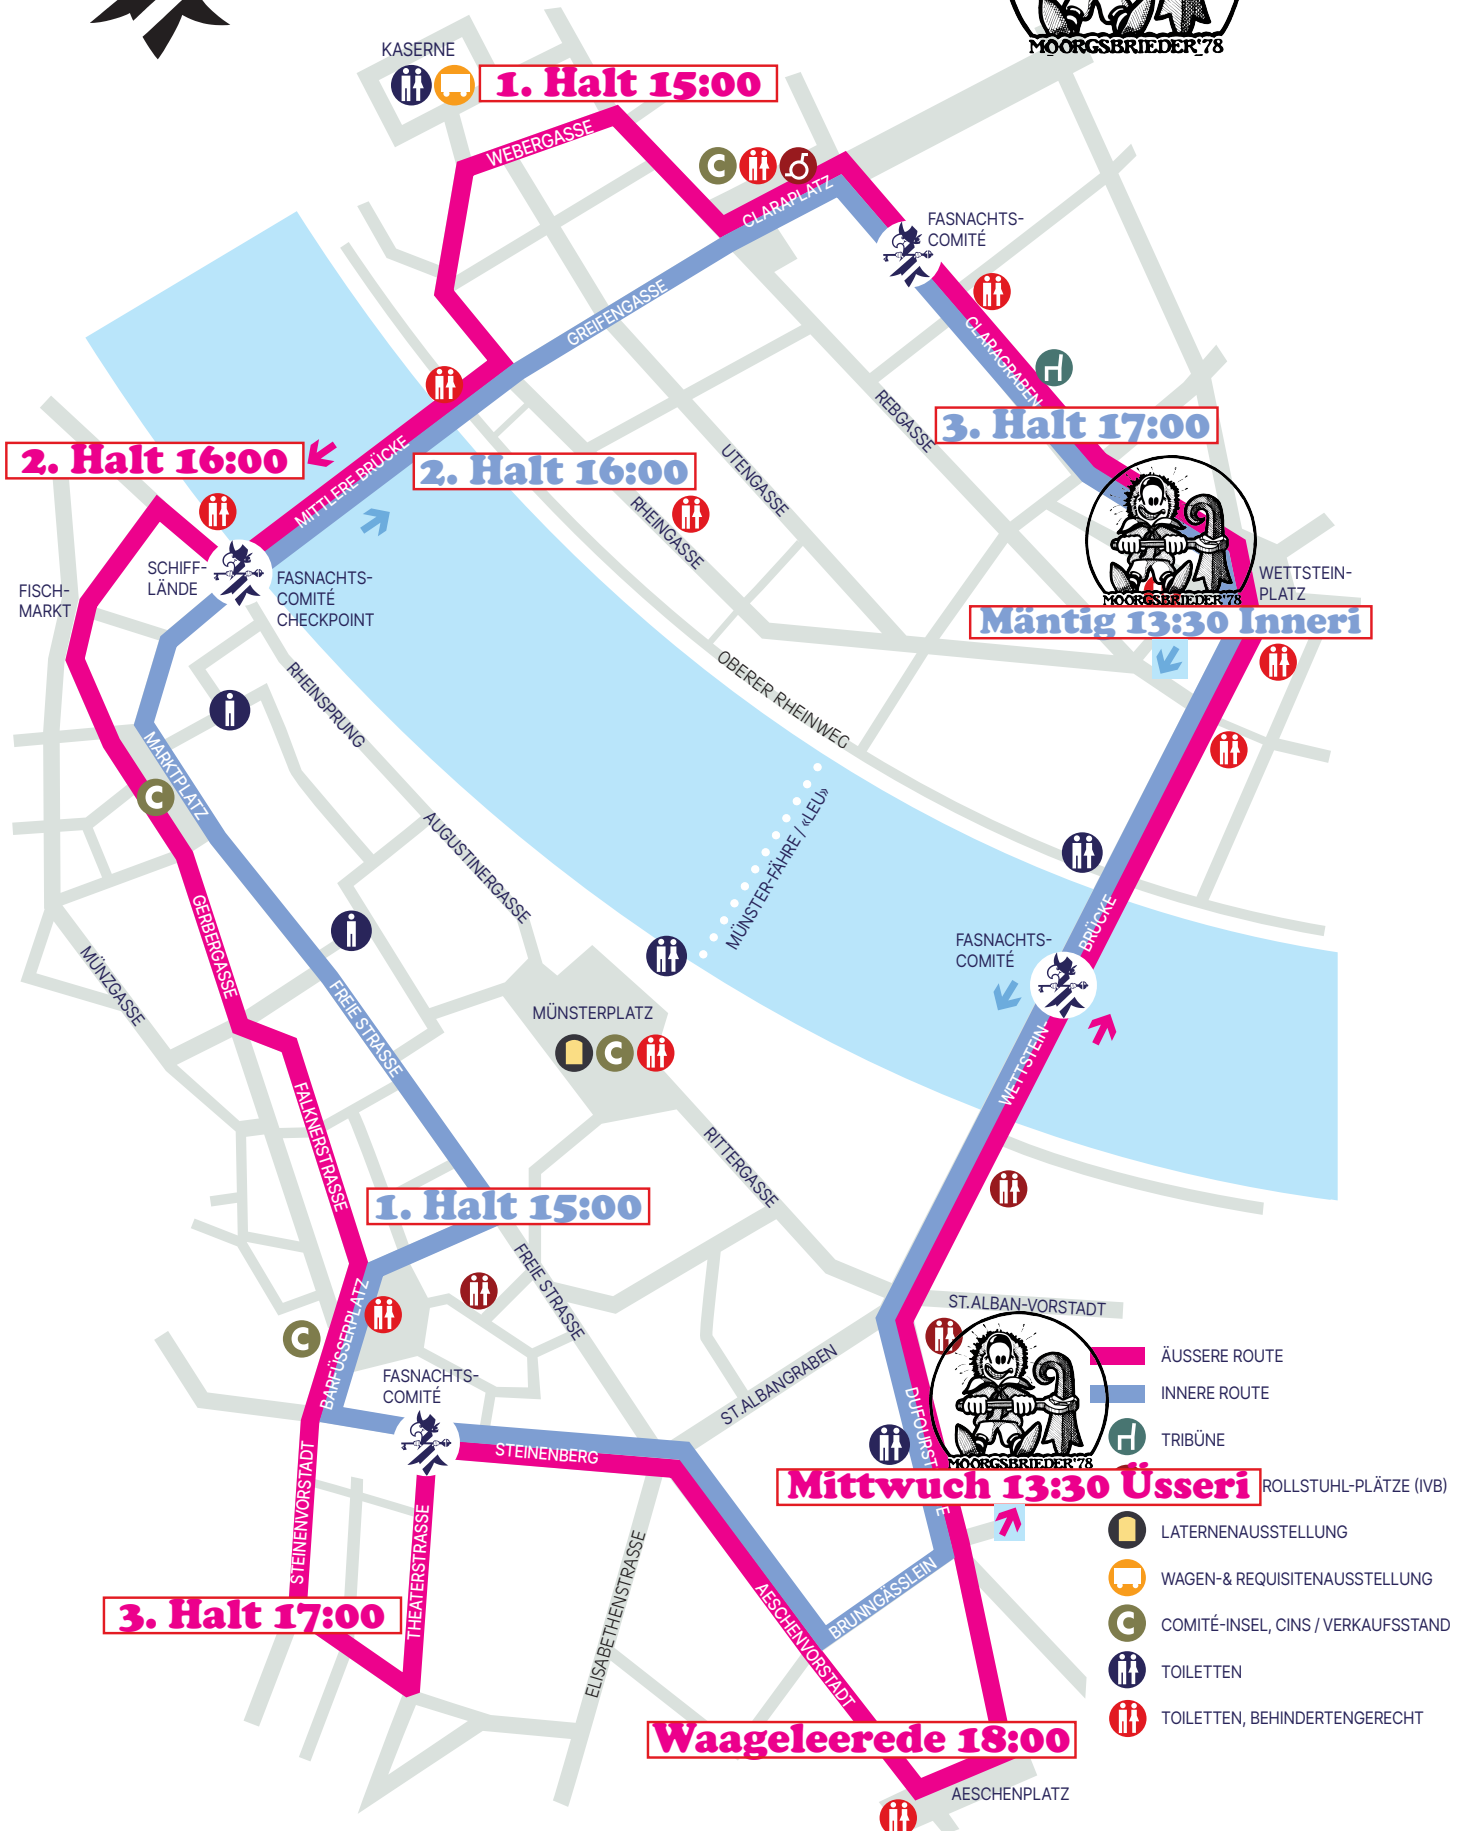 MOORGSBRIEDER'78
KASERNE
1. Halt 15:00
WEBERGASSE
C
CLARAPLATZ
FASNACHTS-
COMITÉ
GREIFENGASSE
CLARAGRABEN
REBGASSE
3. Halt 17:00
2. Halt 16:00
MITTLERE BRÜCKE
2. Halt 16:00
UTENGASSE
RHEINGASSE
SCHIFF-
LÄNDE
FASNACHTS-
COMITÉ
CHECKPOINT
FISCH-
MARKT
WETTSTEIN-
PLATZ
MOORGSBRIEDER'78
Mäntig 13:30 Inneri
RHEINSPRUNG
OBERER RHEINWEG
MARKTPLATZ
C
AUGUSTINERGASSE
MÜNSTER-FÄHRE / «LEU»
GERBERGASSE
MÜNZGASSE
FREIE STRASSE
FASNACHTS-
COMITÉ
WETTSTEIN-
BRÜCKE
MÜNSTERPLATZ
C
FALKNERSTRASSE
RITTERGASSE
1. Halt 15:00
FREIE STRASSE
BARFÜSSERPLATZ
C
ST.ALBAN-VORSTADT
FASNACHTS-
COMITÉ
ST.ALBANGRABEN
STEINENBERG
DUFOURST
E
MOORGSBRIEDER'78
Mittwuch 13:30 Üsseri
STEINENVORSTADT
THEATERSTRASSE
ELISABETHENSTRASSE
AESCHENVORSTADT
BRUNNGÄSSLEIN
3. Halt 17:00
Waageleerede 18:00
AESCHENPLATZ
ÄUSSERE ROUTE
INNERE ROUTE
TRIBÜNE
ROLLSTUHL-PLÄTZE (IVB)
LATERNENAUSSTELLUNG
WAGEN-& REQUISITENAUSSTELLUNG
C
COMITÉ-INSEL, CINS / VERKAUFSSTAND
TOILETTEN
TOILETTEN, BEHINDERTENGERECHT